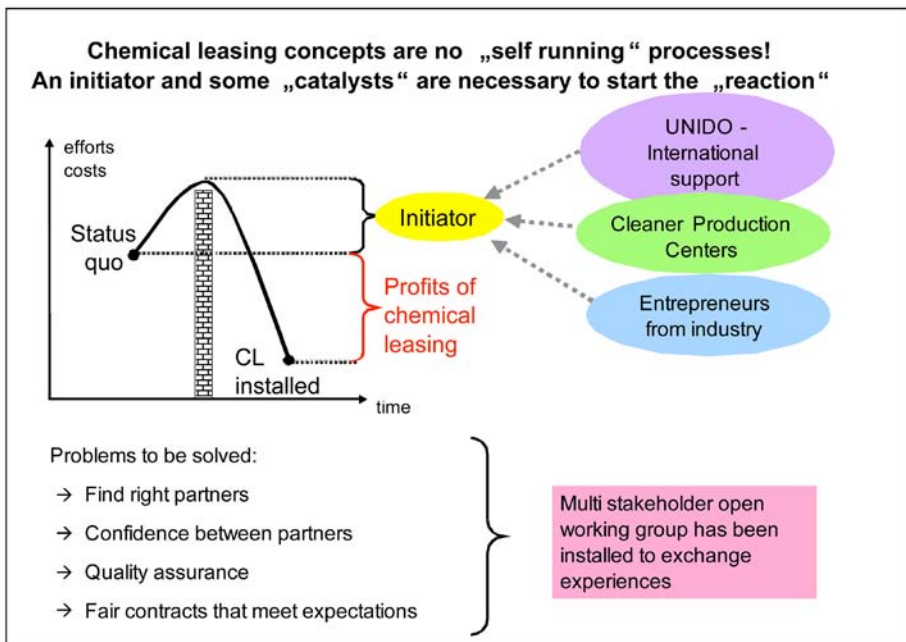 Chemical leasing concepts are no „self running“ processes!
An initiator and some „catalysts“ are necessary to start the „reaction“
efforts
costs
Status
quo
CL
installed
time
Initiator
Profits of
chemical
leasing
UNIDO -
International
support
Cleaner Production
Centers
Entrepreneurs
from industry
Problems to be solved:
→ Find right partners
→ Confidence between partners
→ Quality assurance
→ Fair contracts that meet expectations
Multi stakeholder open
working group has been
installed to exchange
experiences